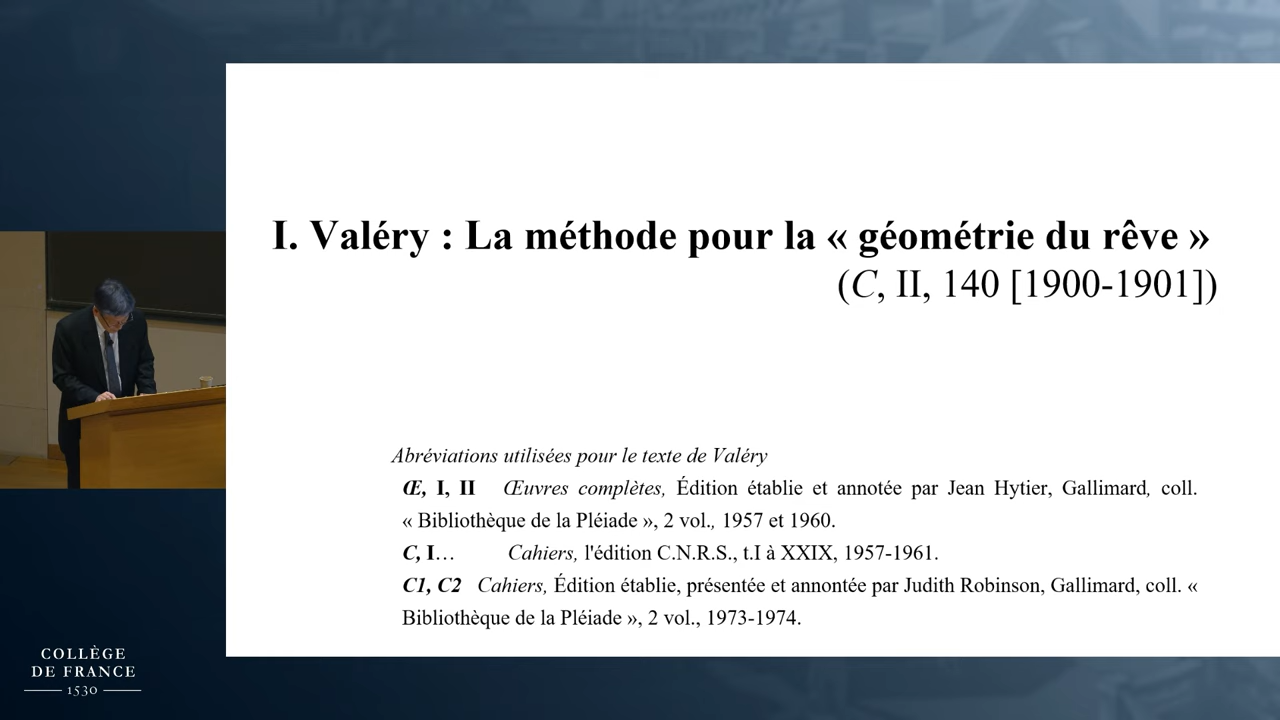 I. Valéry : La méthode pour la « géométrie du rêve »
(C, II, 140 [1900-1901])
Abréviations utilisées pour le texte de Valéry
Œ, I, II Œuvres complètes, Édition établie et annotée par Jean Hytier, Gallimard, coll.
« Bibliothèque de la Pléiade », 2 vol., 1957 et 1960.
C, I… Cahiers, l'édition C.N.R.S., t.I à XXIX, 1957-1961.
C1, C2 Cahiers, Édition établie, présentée et annontée par Judith Robinson, Gallimard, coll. «
Bibliothèque de la Pléiade », 2 vol., 1973-1974.
COLLÈGE
DE FRANCE
1530